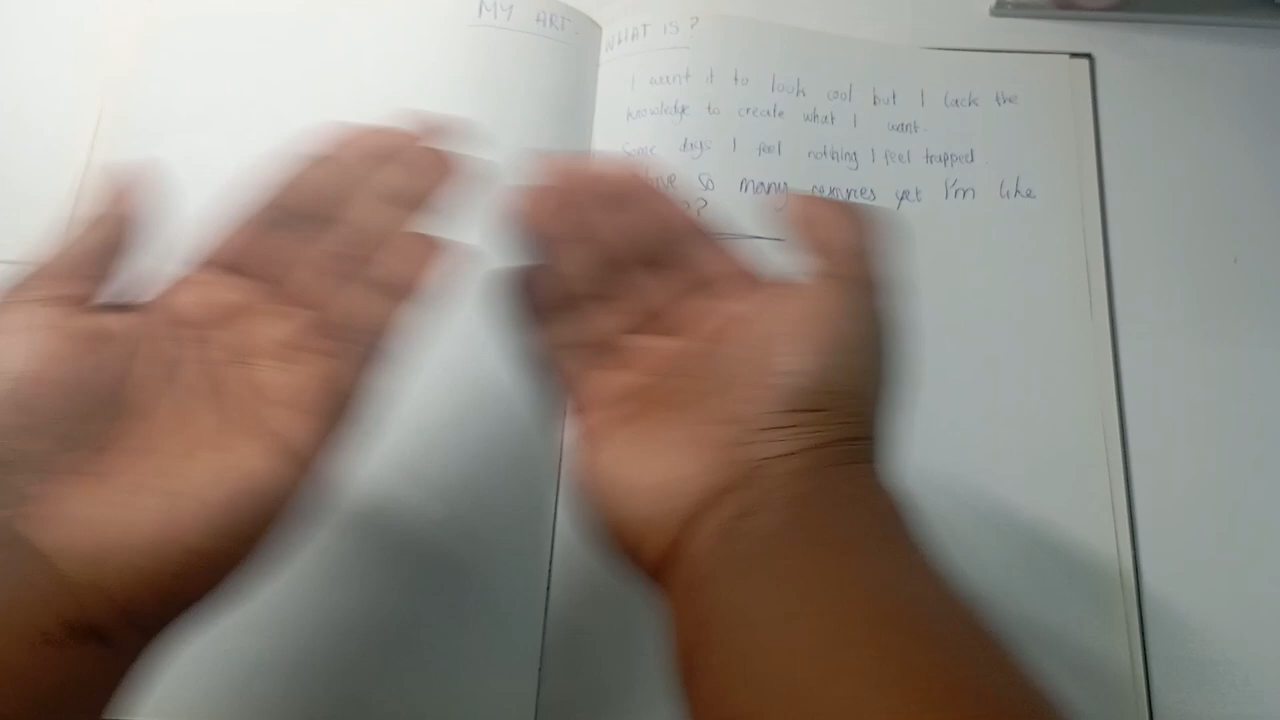 MY ART.
WHAT IS?
I want it to look cool but I lack the
knowledge to create what I want.
Some days I feel nothing I feel trapped
so many yet I'm like
??